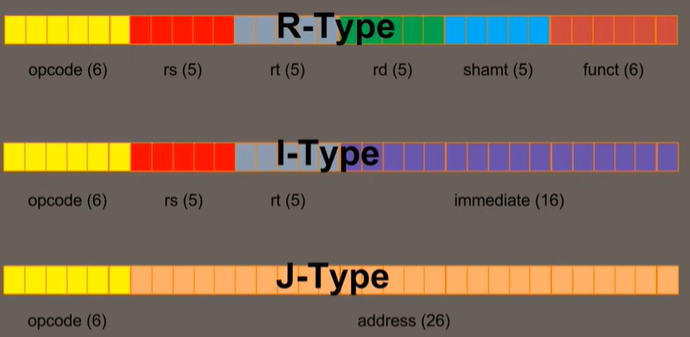 R-Type
opcode (6) rs (5) rt (5) rd (5) shamt (5) funct (6)
I-Type
opcode (6) rs (5) rt (5) immediate (16)
J-Type
opcode (6) address (26)